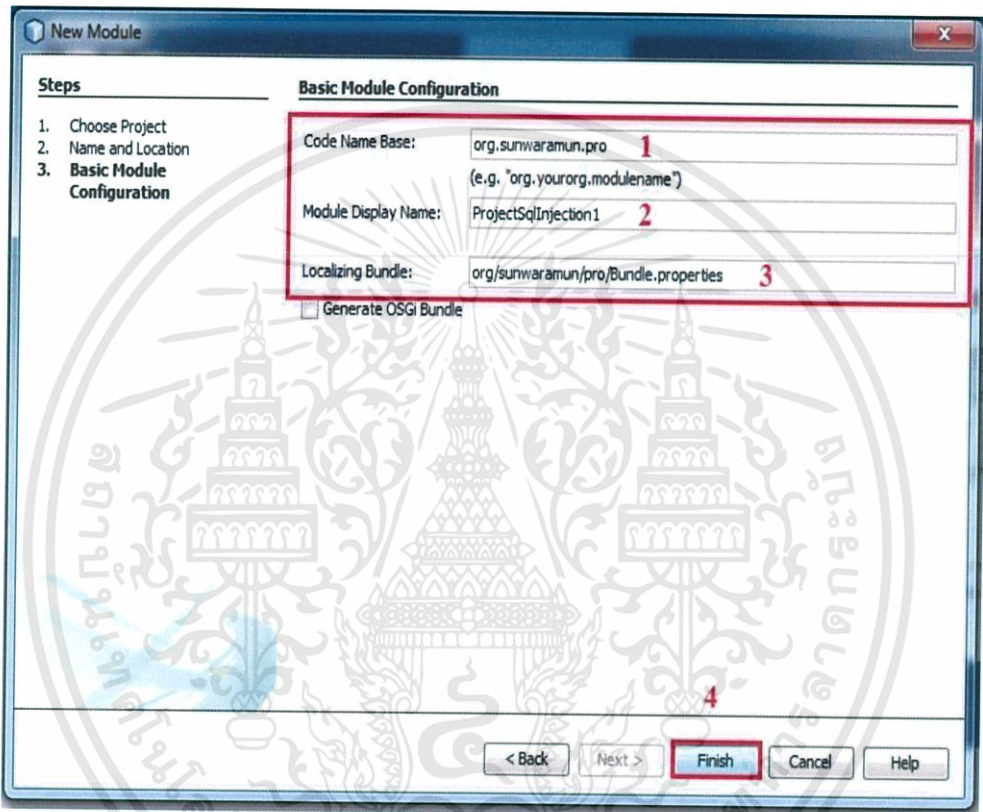 New Module
Steps
1. Choose Project
2. Name and Location
3. Basic Module
Configuration
Basic Module Configuration
Code Name Base: org.sunwaramun.pro 1
(e.g. "org.yourorg.modulename")
Module Display Name: ProjectSqlInjection1 2
Localizing Bundle: org/sunwaramun/pro/Bundle.properties 3
Generate OSGi Bundle
4
< Back Next > Finish Cancel Help